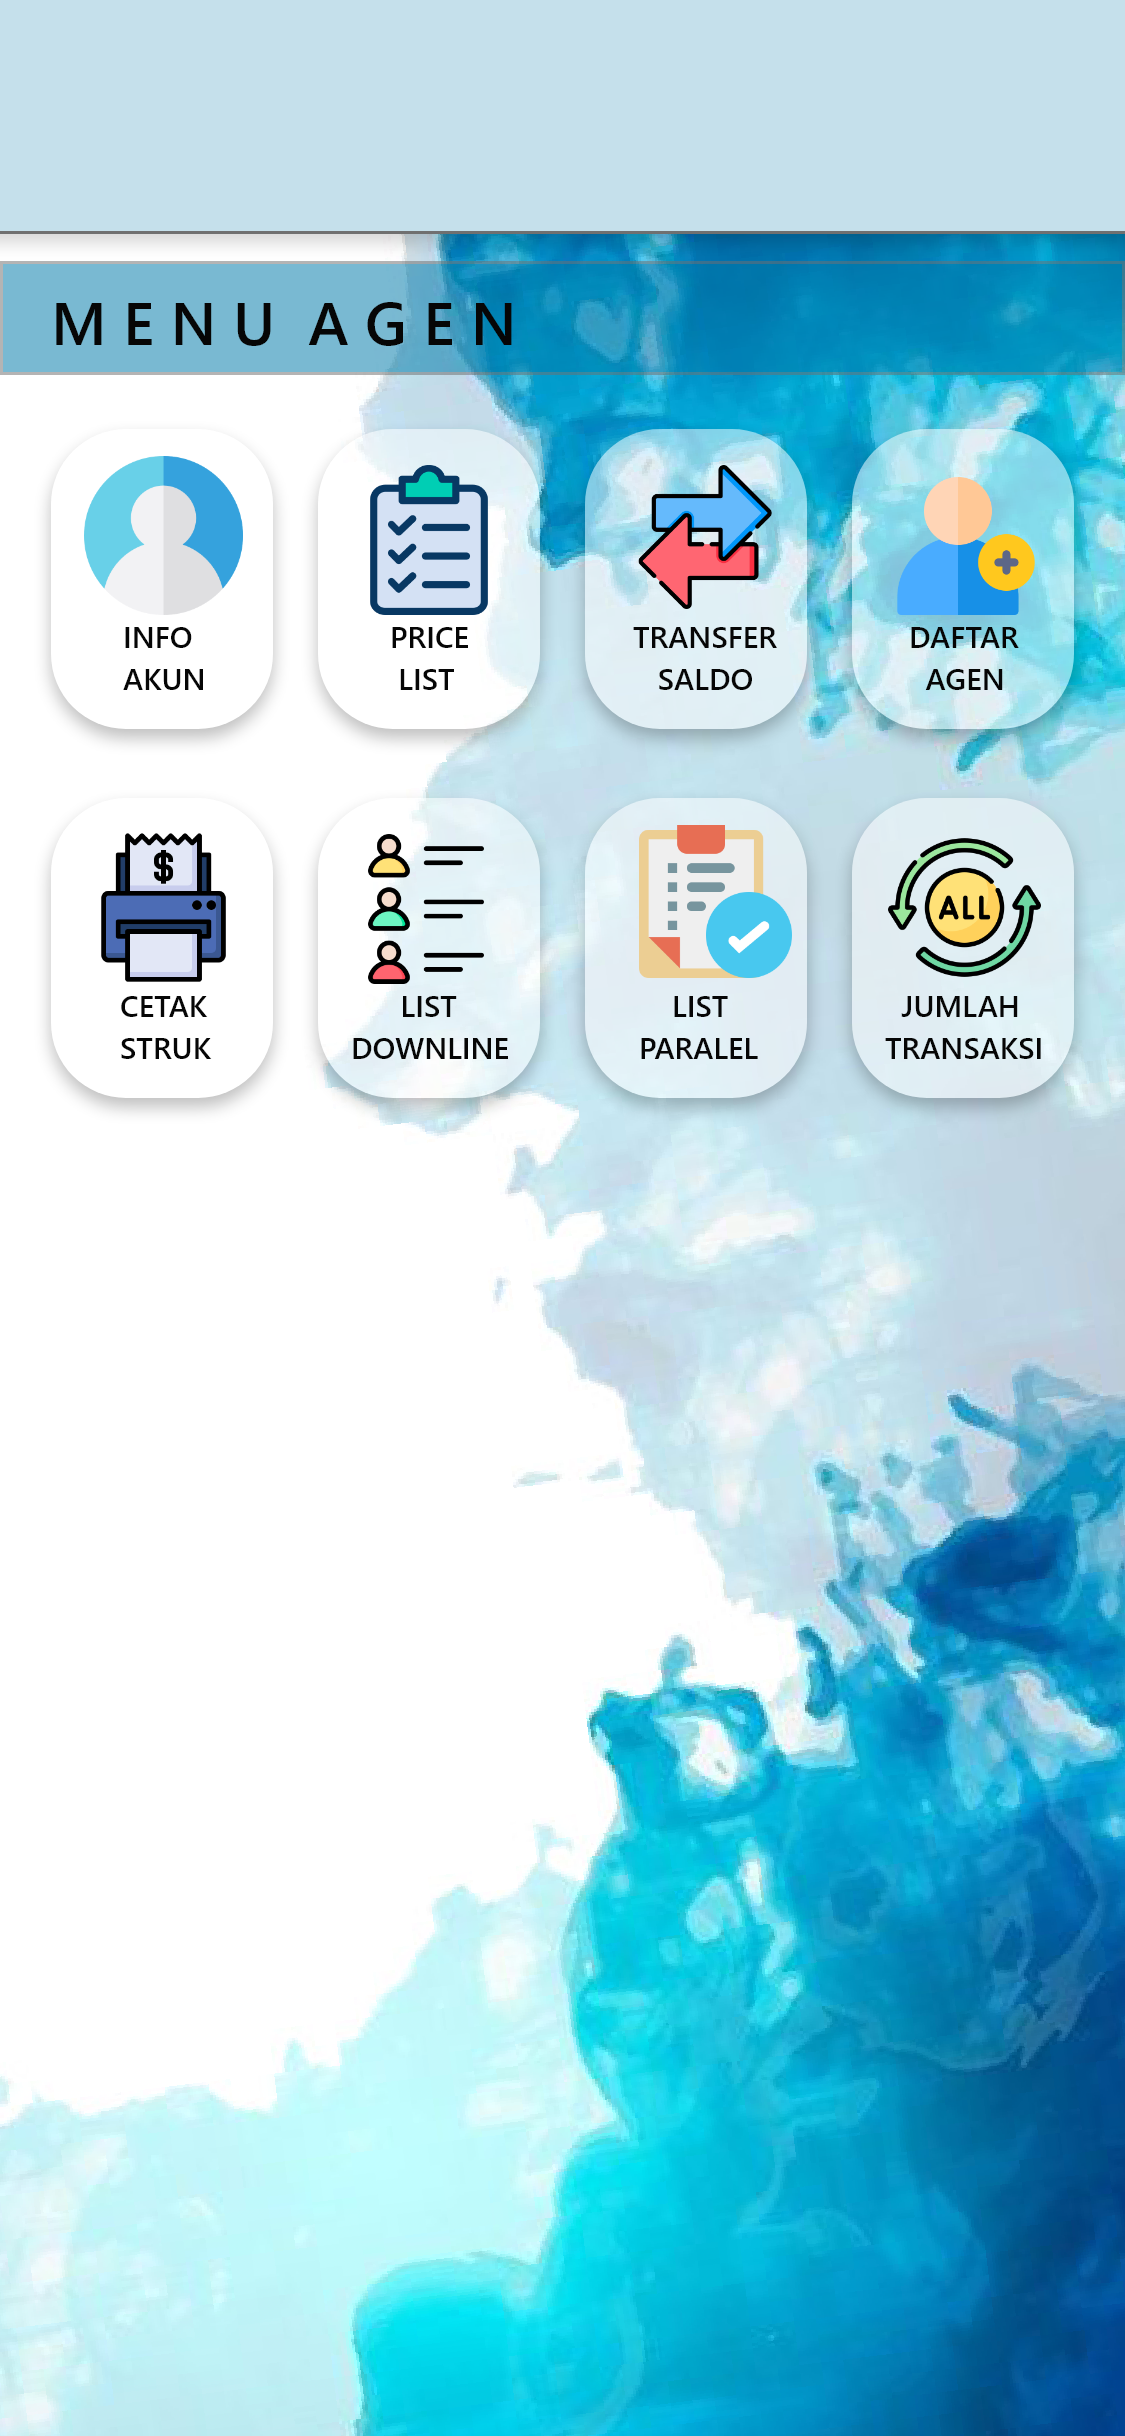 MENU AGEN
INFO
AKUN
PRICE
LIST
TRANSFER
SALDO
DAFTAR
AGEN
$
CETAK
STRUK
LIST
DOWNLINE
LIST
PARALEL
ALL
JUMLAH
TRANSAKSI